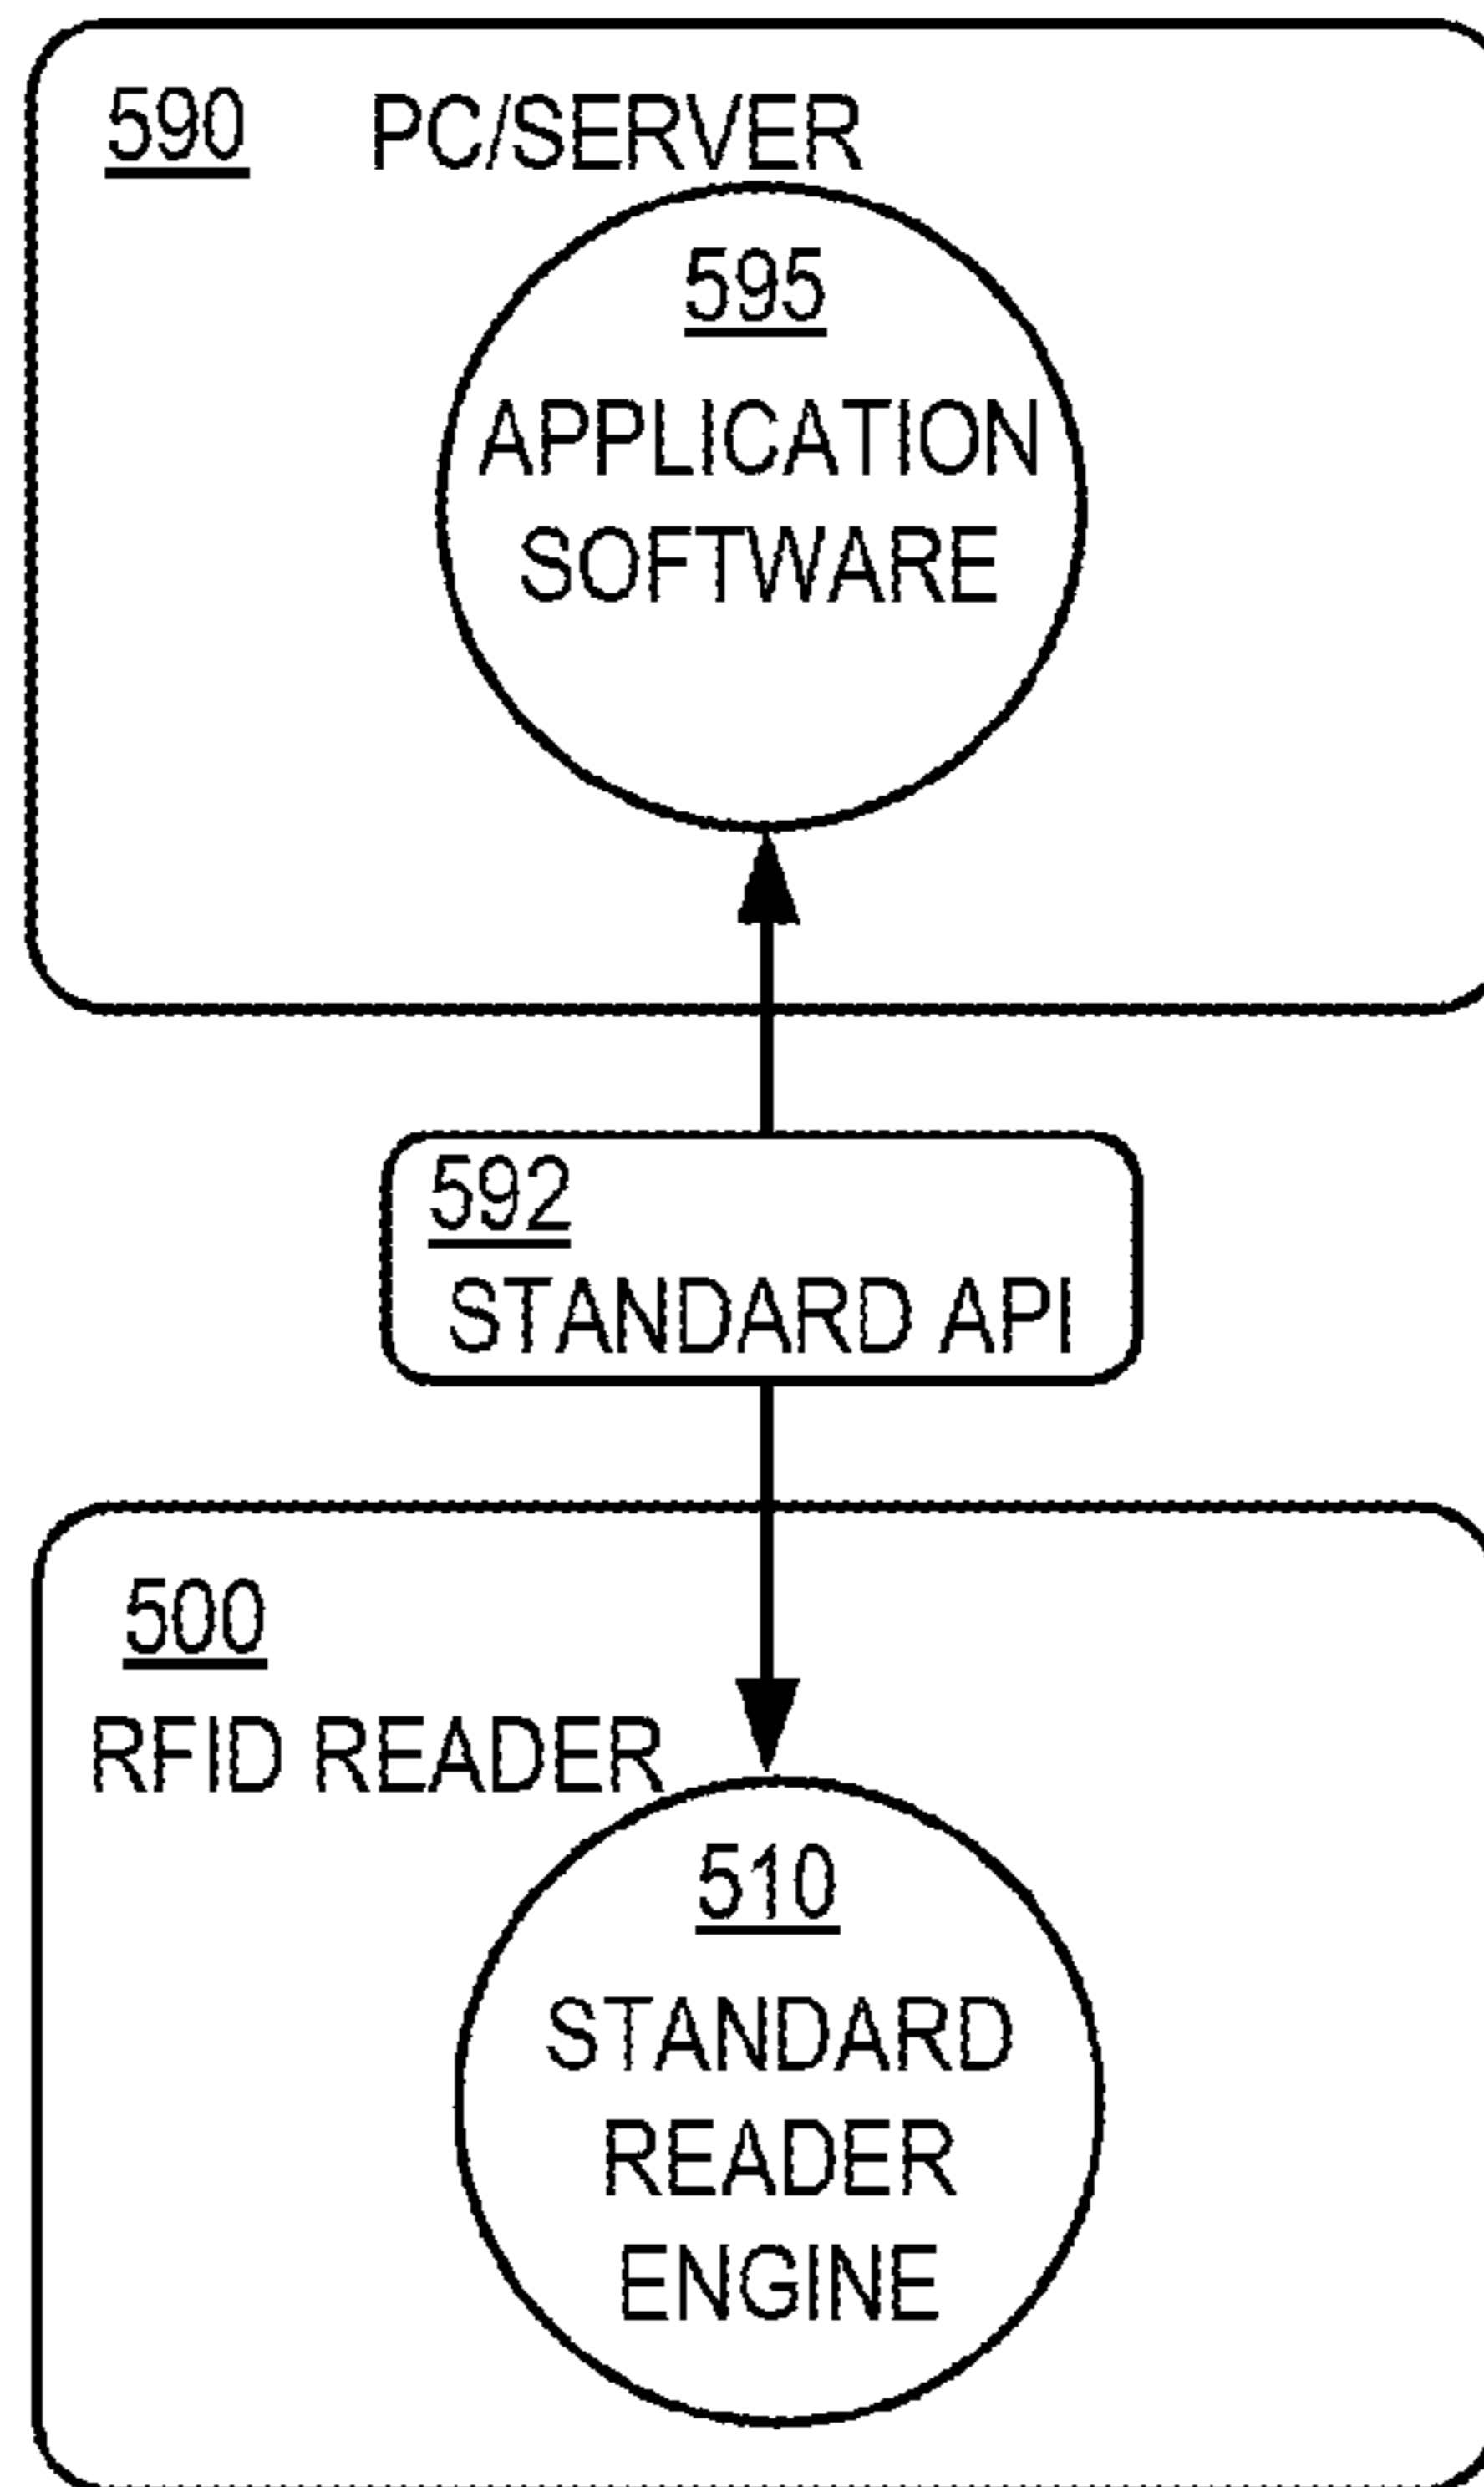 590 PC/SERVER
595
APPLICATION
SOFTWARE
592
STANDARD API
500
RFID READER
510
STANDARD
READER
ENGINE